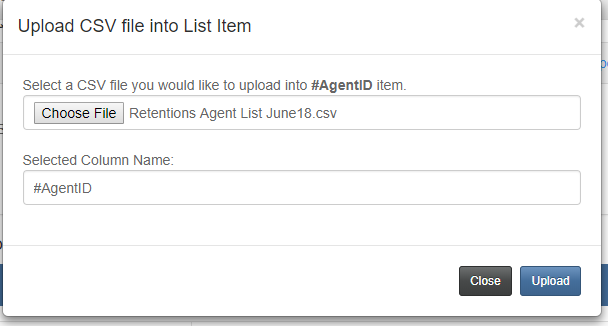 Upload CSV file into List Item
×
Select a CSV file you would like to upload into #AgentID item.
Choose File Retentions Agent List June18.csv
Selected Column Name:
#AgentID
Close Upload